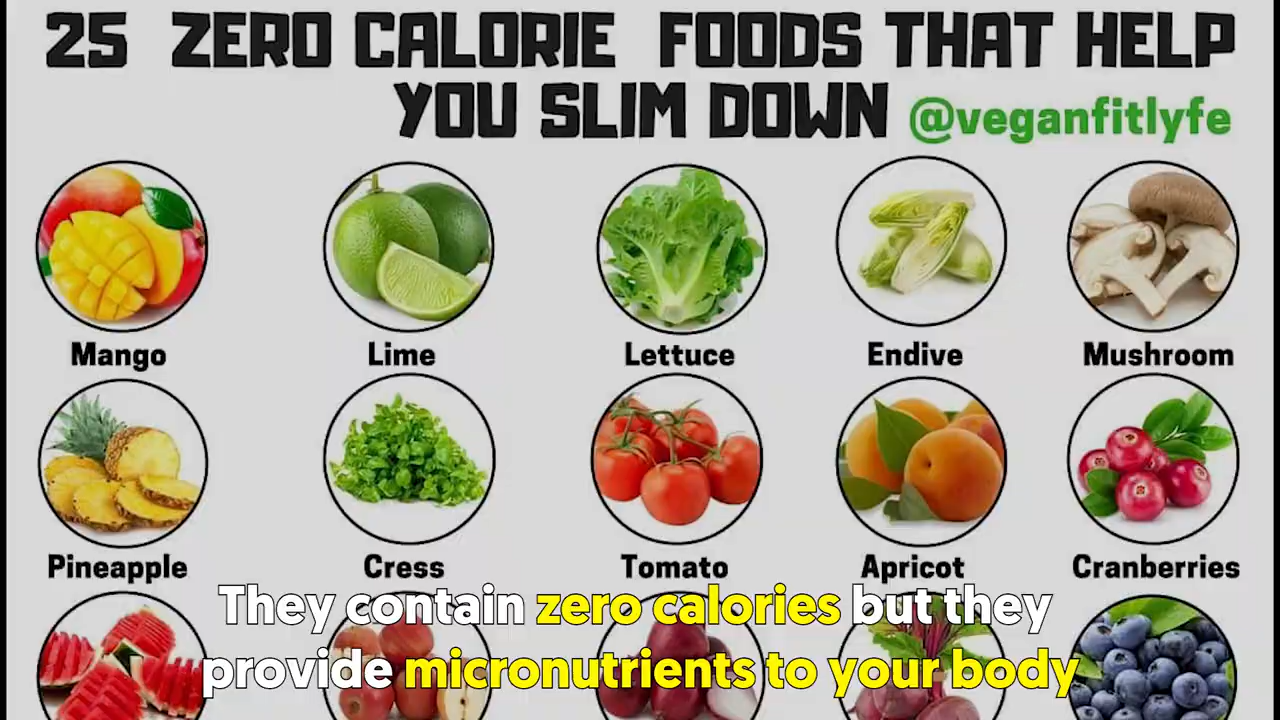 25 ZERO CALORIE FOODS THAT HELP
YOU SLIM DOWN @veganfitlyfe
Mango Lime Lettuce Endive Mushroom
Pineapple Cress Tomato Apricot Cranberries
They contain zero calories but they
provide micronutrients to your body